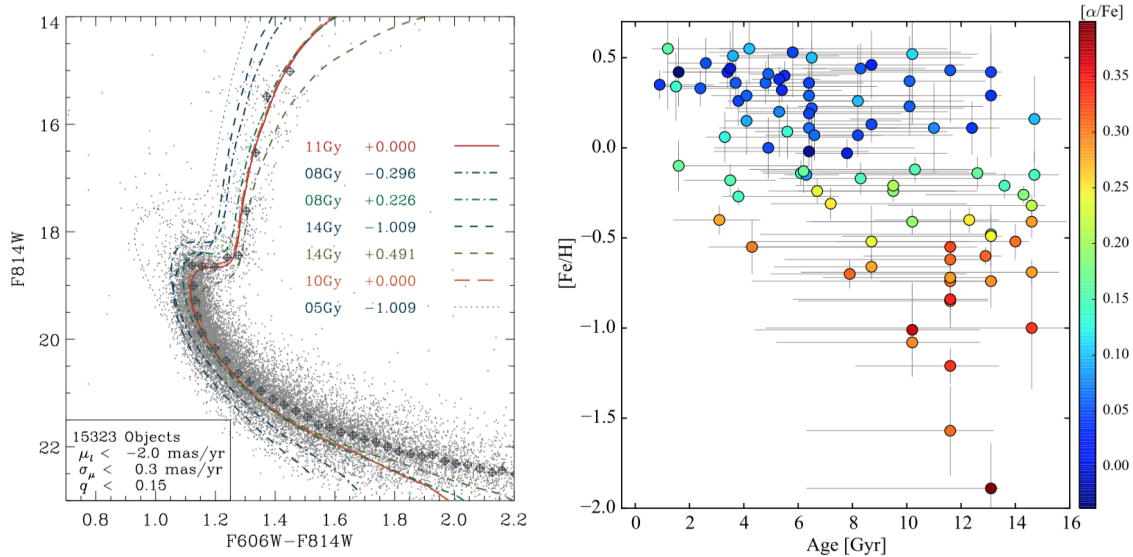 14
16
18
20
22
F814W
11Gy +0.000
08Gy -0.296
08Gy +0.226
14Gy -1.009
14Gy +0.491
10Gy +0.000
05Gy -1.009
15323 Objects
μ_l < -2.0 mas/yr
σ_μ < 0.3 mas/yr
q < 0.15
0.8 1.0 1.2 1.4 1.6 1.8 2.0 2.2
F606W-F814W
0.5
0.0
−0.5
−1.0
−1.5
−2.0
[Fe/H]
0 2 4 6 8 10 12 14 16
Age [Gyr]
[α/Fe]
0.35
0.30
0.25
0.20
0.15
0.10
0.05
0.00